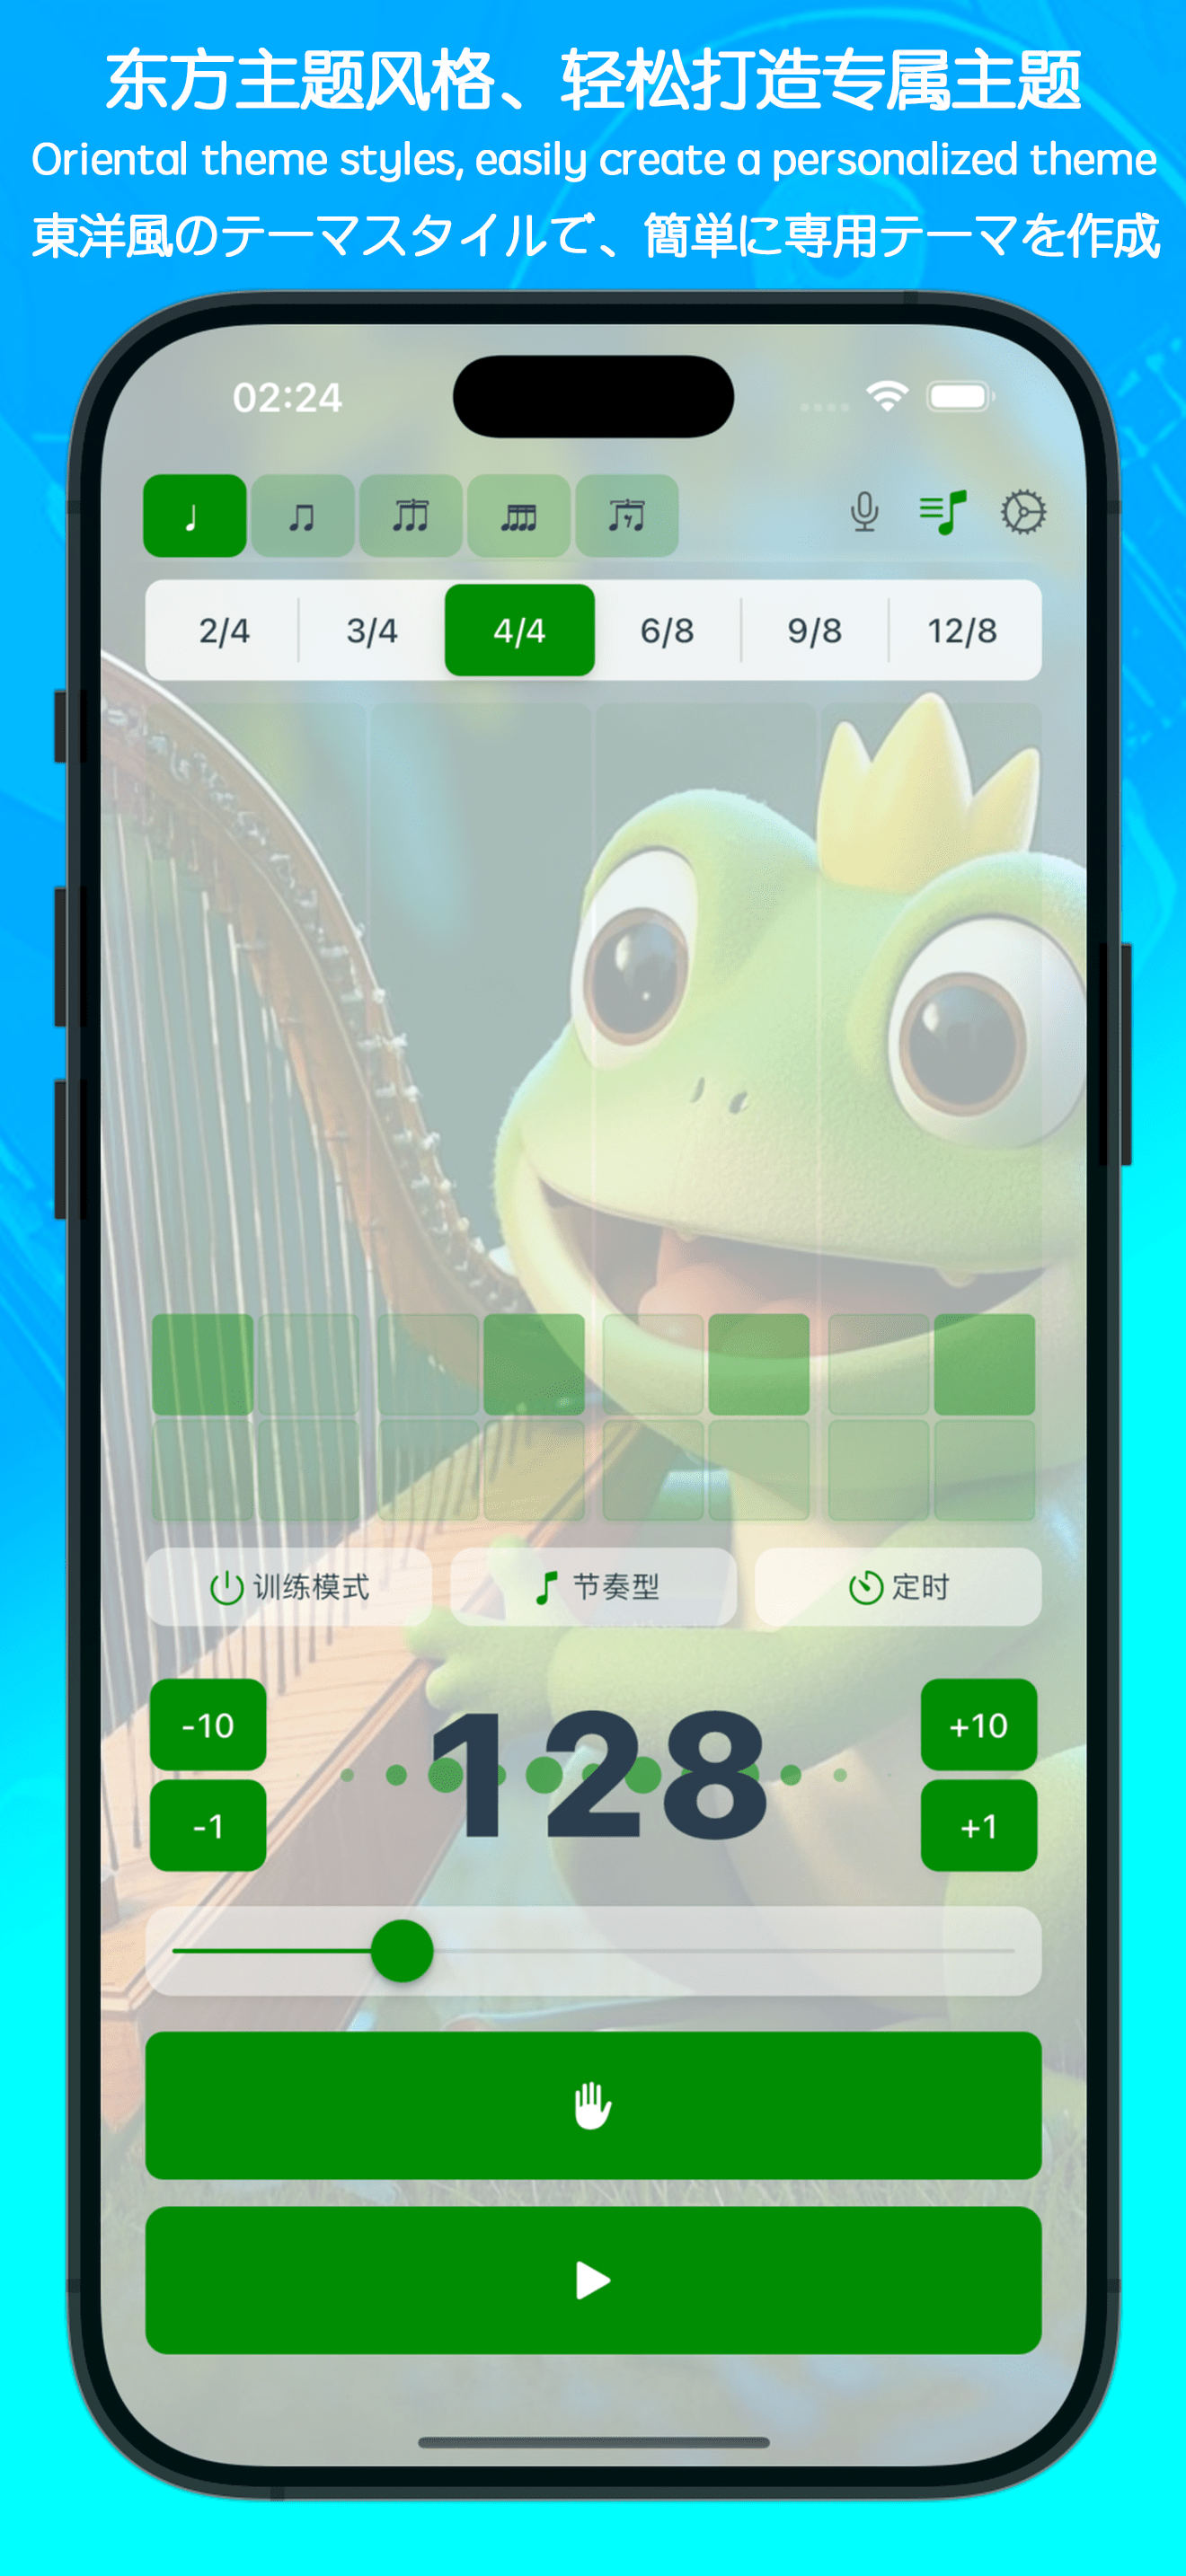 东方主题风格、轻松打造专属主题
Oriental theme styles, easily create a personalized theme
東洋風のテーマスタイルで、簡単に専用テーマを作成
02:24
2/4 3/4 4/4 6/8 9/8 12/8
训练模式 节奏型 定时
-10 +10
128
-1 +1